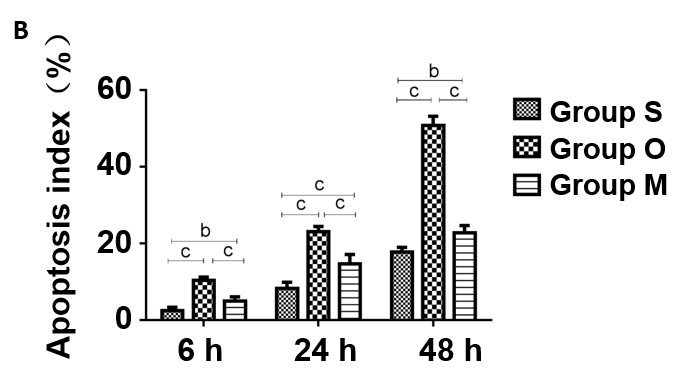 B
Apoptosis index (%)
60
40
20
0
b
c c
c
c c
b
c c
6 h 24 h 48 h
Group S
Group O
Group M